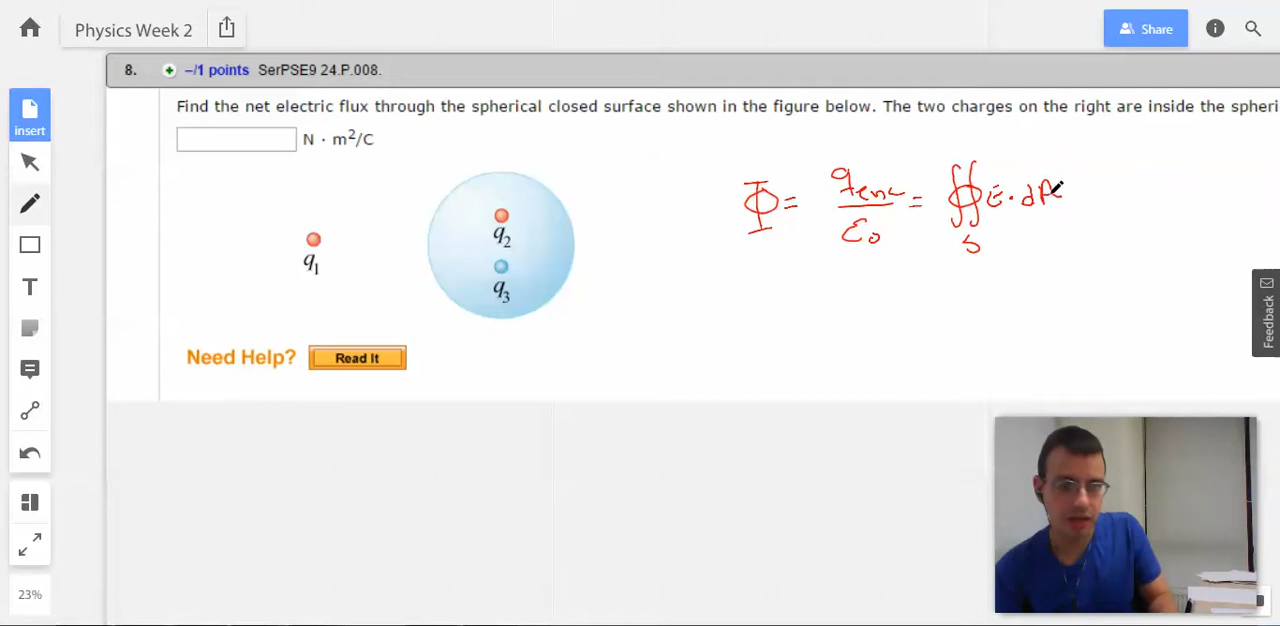 Physics Week 2
Share
insert
T
23%
Feedback
8. + –/1 points SerPSE9 24.P.008.
Find the net electric flux through the spherical closed surface shown in the figure below. The two charges on the right are inside the spheri
N · m²/C
q₁
q₂
q₃
Φ = qenc/ε₀ = ∯S E · dA
Need Help? Read It